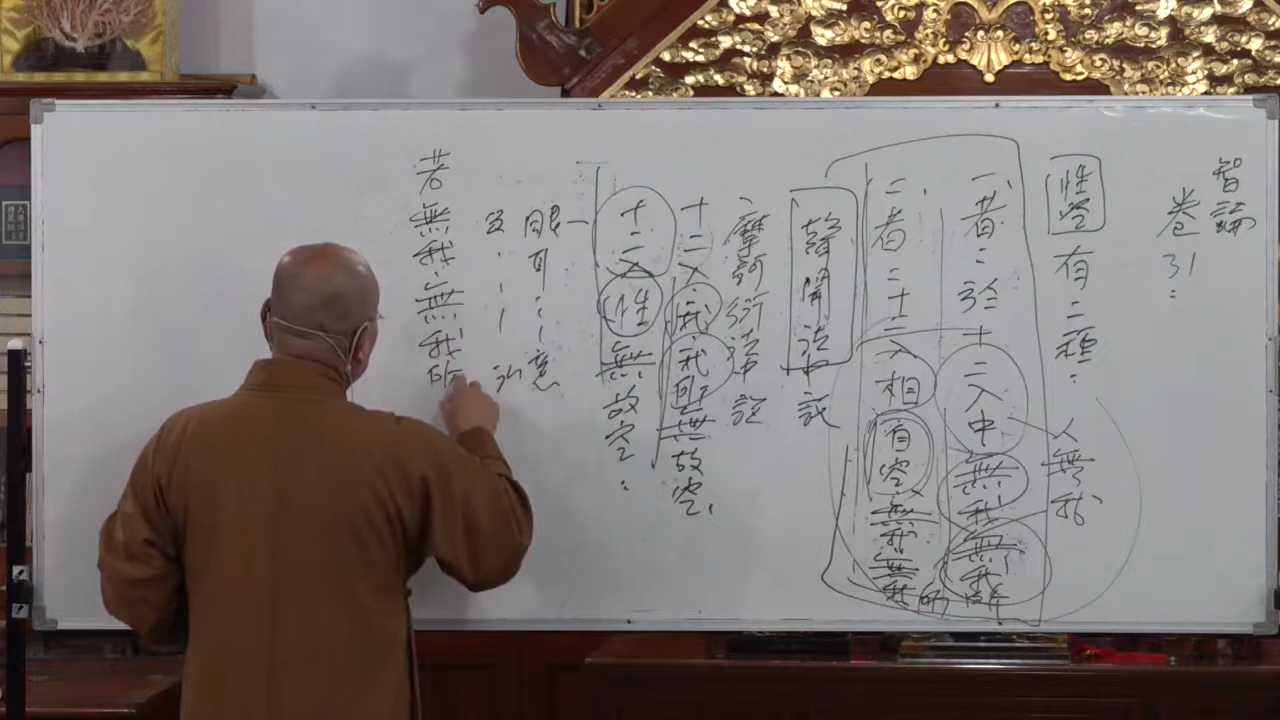 智論
卷31：
性空有二種：
人無我
一者：於十二入中無我無我所
二者：十二入相自空無我無我所
聲聞法中說
摩訶衍法中說
十二入我我所無故空、
十二入性無故空：
眼耳：：意
若無我、無我所